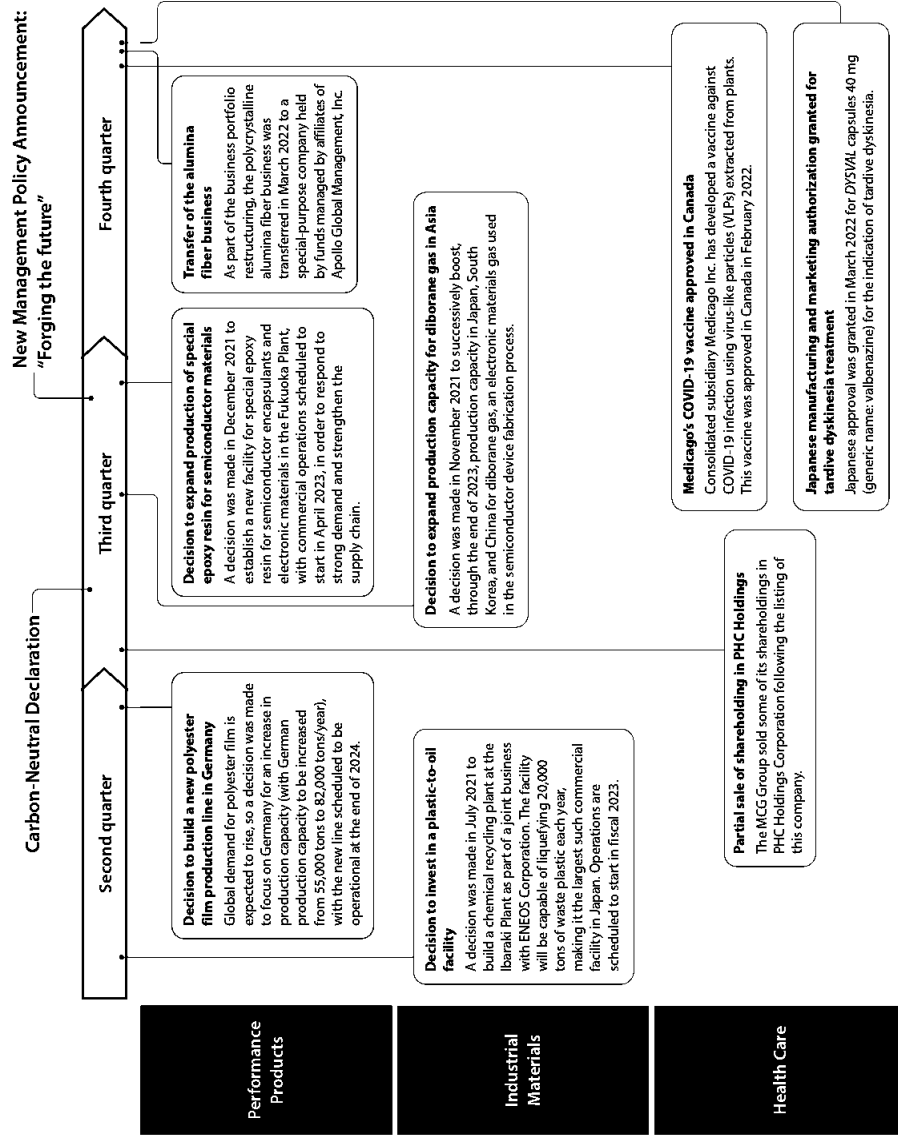 New Management Policy Announcement:
"Forging the future"
Carbon-Neutral Declaration
Second quarter
Third quarter
Fourth quarter
Performance
Products
Decision to build a new polyester
film production line in Germany
Global demand for polyester film is
expected to rise, so a decision was made
to focus on Germany for an increase in
production capacity (with German
production capacity to be increased
from 55,000 tons to 82,000 tons/year),
with the new line scheduled to be
operational at the end of 2024.
Decision to expand production of special
epoxy resin for semiconductor materials
A decision was made in December 2021 to
establish a new facility for special epoxy
resin for semiconductor encapsulants and
electronic materials in the Fukuoka Plant,
with commercial operations scheduled to
start in April 2023, in order to respond to
strong demand and strengthen the
supply chain.
Transfer of the alumina
fiber business
As part of the business portfolio
restructuring, the polycrystalline
alumina fiber business was
transferred in March 2022 to a
special-purpose company held
by funds managed by affiliates of
Apollo Global Management, Inc.
Industrial
Materials
Decision to invest in a plastic-to-oil
facility
A decision was made in July 2021 to
build a chemical recycling plant at the
Ibaraki Plant as part of a joint business
with ENEOS Corporation. The facility
will be capable of liquefying 20,000
tons of waste plastic each year,
making it the largest such commercial
facility in Japan. Operations are
scheduled to start in fiscal 2023.
Decision to expand production capacity for diborane gas in Asia
A decision was made in November 2021 to successively boost,
through the end of 2023, production capacity in Japan, South
Korea, and China for diborane gas, an electronic materials gas used
in the semiconductor device fabrication process.
Health Care
Partial sale of shareholding in PHC Holdings
The MCG Group sold some of its shareholdings in
PHC Holdings Corporation following the listing of
this company.
Medicago's COVID-19 vaccine approved in Canada
Consolidated subsidiary Medicago Inc. has developed a vaccine against
COVID-19 infection using virus-like particles (VLPs) extracted from plants.
This vaccine was approved in Canada in February 2022.
Japanese manufacturing and marketing authorization granted for
tardive dyskinesia treatment
Japanese approval was granted in March 2022 for DYSVAL capsules 40 mg
(generic name: valbenazine) for the indication of tardive dyskinesia.